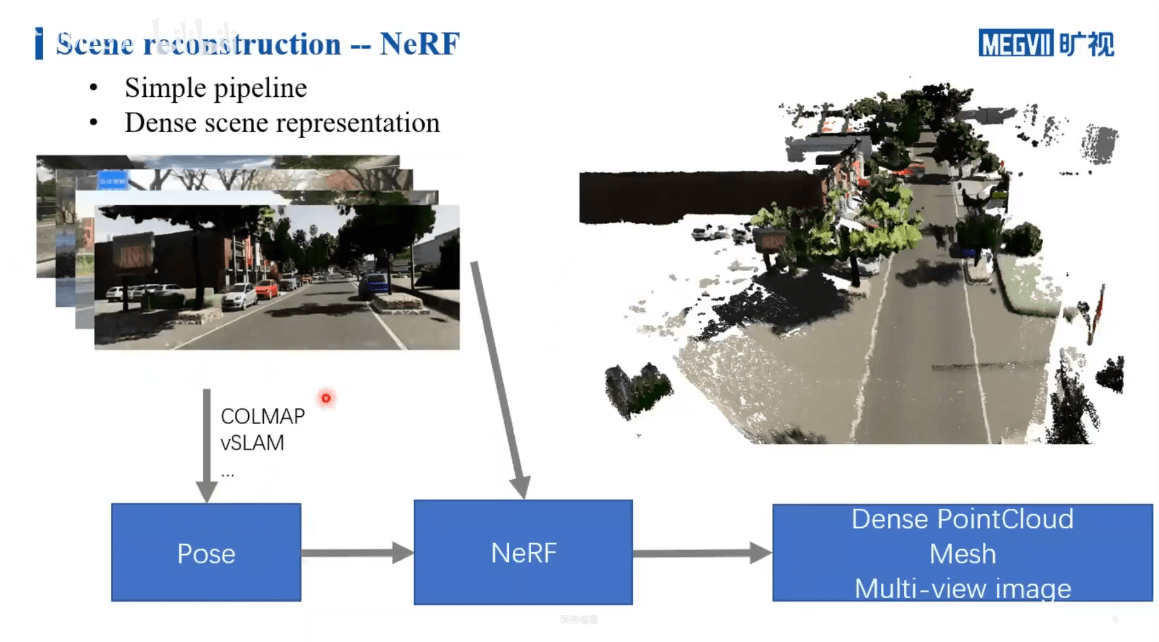 Scene reconstruction -- NeRF
MEGVII 旷视
• Simple pipeline
• Dense scene representation
COLMAP
vSLAM
...
Pose
NeRF
Dense PointCloud
Mesh
Multi-view image